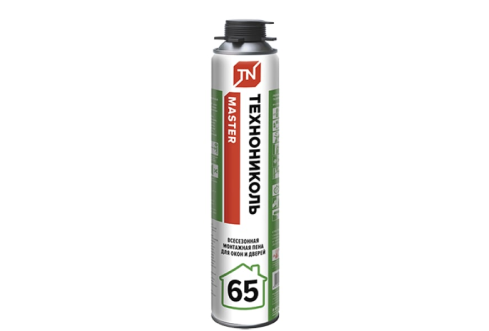 TN
ТЕХНОНИКОЛЬ
MASTER
ВСЕСЕЗОННАЯ
МОНТАЖНАЯ ПЕНА
ДЛЯ ОКОН И ДВЕРЕЙ
65